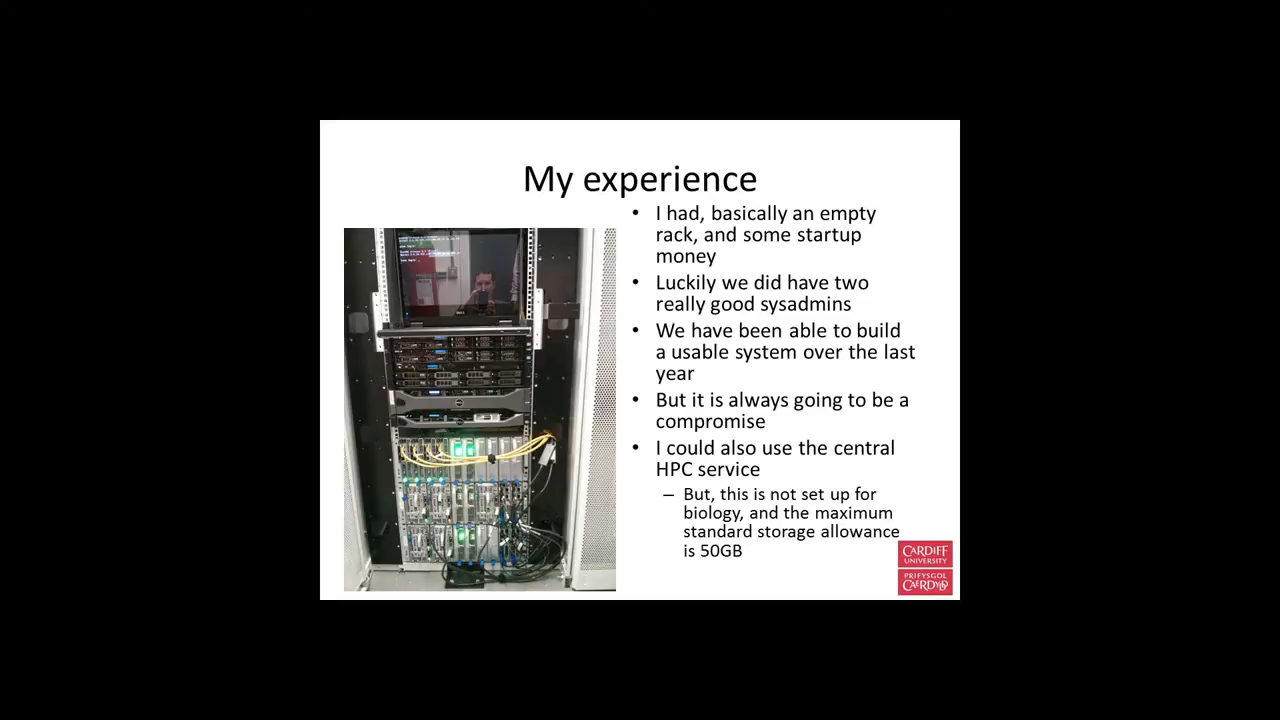 My experience
• I had, basically an empty
rack, and some startup
money
• Luckily we did have two
really good sysadmins
• We have been able to build
a usable system over the last
year
• But it is always going to be a
compromise
• I could also use the central
HPC service
– But, this is not set up for
biology, and the maximum
standard storage allowance
is 50GB
CARDIFF
UNIVERSITY
PRIFYSGOL
CAERDYDD